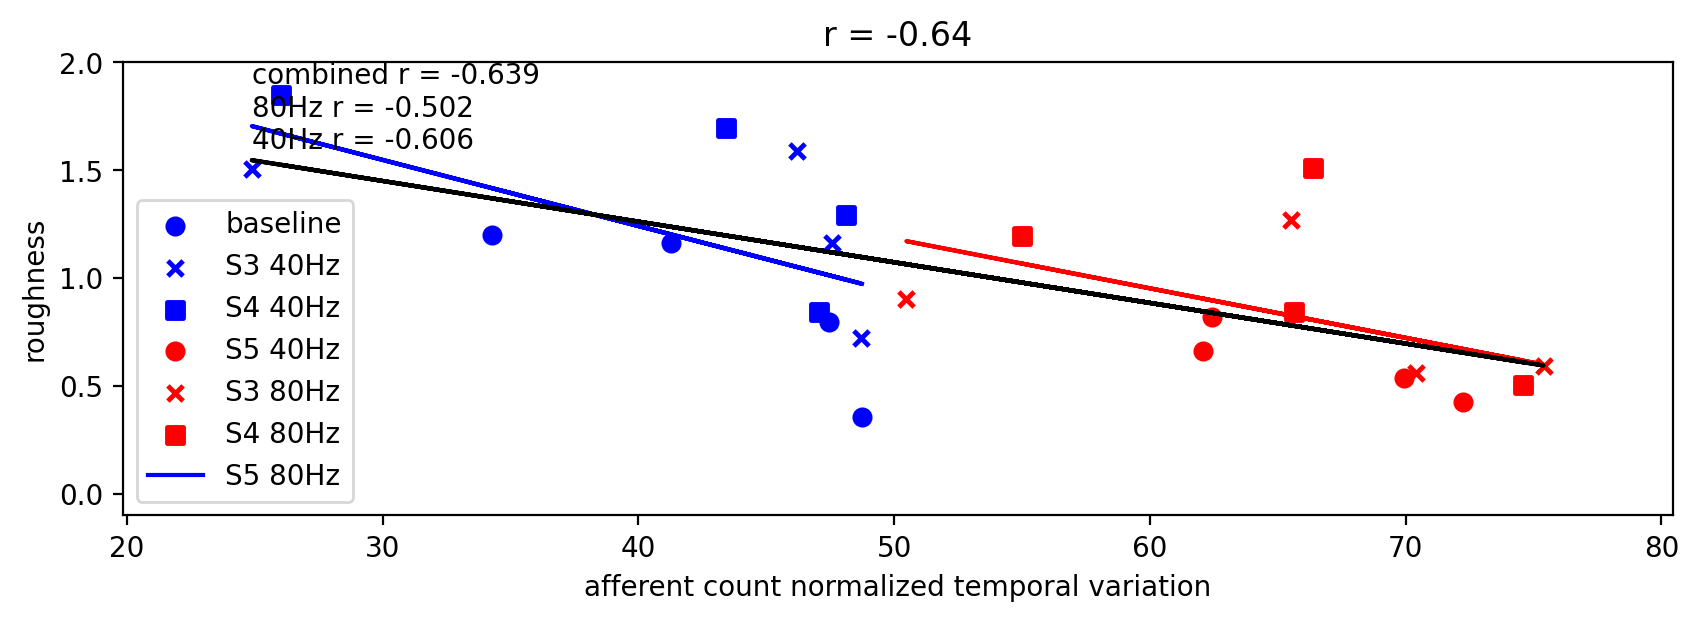 r = -0.64
combined r = -0.639
80Hz r = -0.502
40Hz r = -0.606
2.0
1.5
1.0
0.5
0.0
roughness
baseline
S3 40Hz
S4 40Hz
S5 40Hz
S3 80Hz
S4 80Hz
S5 80Hz
20 30 40 50 60 70 80
afferent count normalized temporal variation